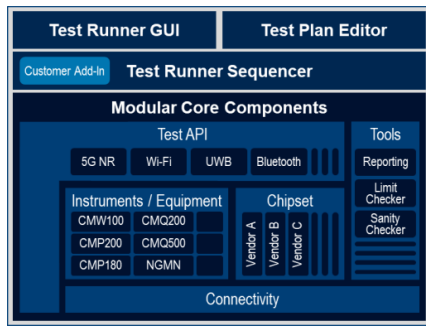 Test Runner GUI
Test Plan Editor
Customer Add-In
Test Runner Sequencer
Modular Core Components
Test API
5G NR
Wi-Fi
UWB
Bluetooth
Tools
Reporting
Limit
Checker
Sanity
Checker
Instruments / Equipment
CMW100
CMQ200
CMP200
CMQ500
CMP180
NGMN
Chipset
Vendor A
Vendor B
Vendor C
Connectivity